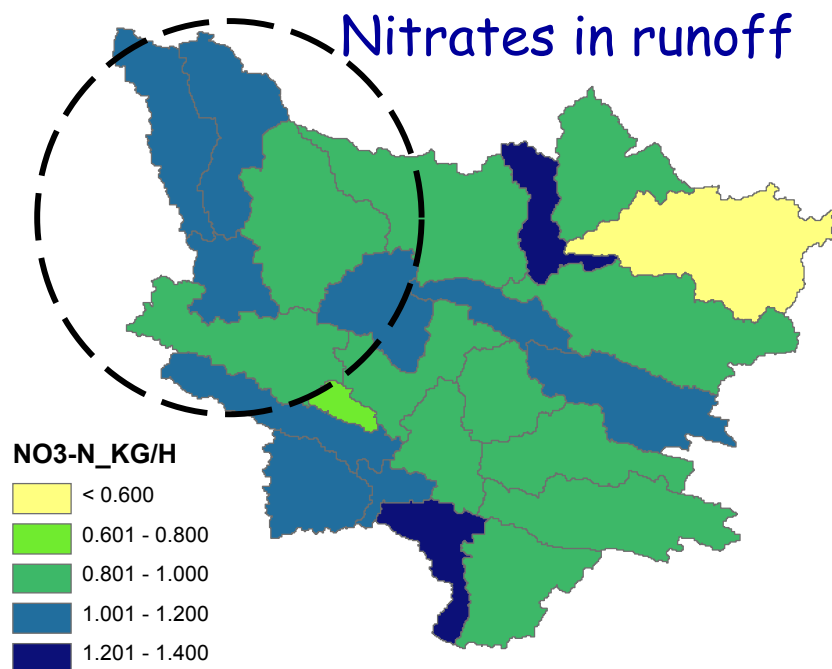 Nitrates in runoff
NO3-N_KG/H
< 0.600
0.601 - 0.800
0.801 - 1.000
1.001 - 1.200
1.201 - 1.400